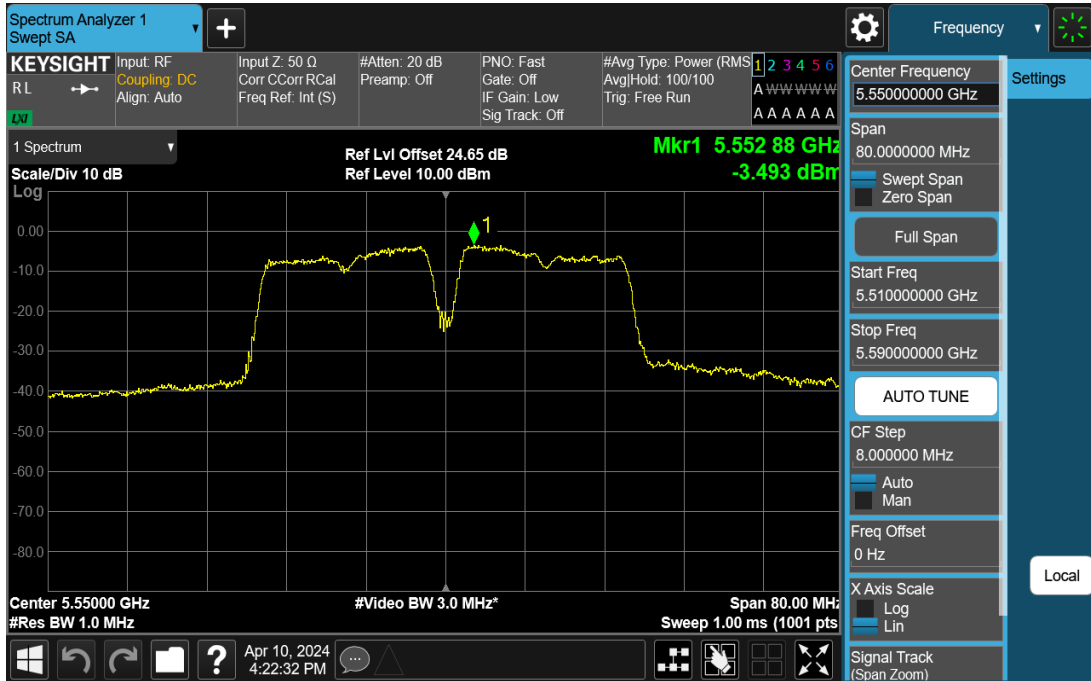 Spectrum Analyzer 1
Swept SA
Frequency
KEYSIGHT
R L
LXI
Input: RF
Coupling: DC
Align: Auto
Input Z: 50 Ω
Corr CCorr RCal
Freq Ref: Int (S)
#Atten: 20 dB
Preamp: Off
PNO: Fast
Gate: Off
IF Gain: Low
Sig Track: Off
#Avg Type: Power (RMS
Avg|Hold: 100/100
Trig: Free Run
1 2 3 4 5 6
A W W W W W
A A A A A A
1 Spectrum
Scale/Div 10 dB
Log
Ref Lvl Offset 24.65 dB
Ref Level 10.00 dBm
Mkr1 5.552 88 GHz
-3.493 dBm
1
0.00
-10.0
-20.0
-30.0
-40.0
-50.0
-60.0
-70.0
-80.0
Center 5.55000 GHz
#Res BW 1.0 MHz
#Video BW 3.0 MHz*
Span 80.00 MHz
Sweep 1.00 ms (1001 pts
Center Frequency
5.550000000 GHz
Span
80.0000000 MHz
Swept Span
Zero Span
Full Span
Start Freq
5.510000000 GHz
Stop Freq
5.590000000 GHz
AUTO TUNE
CF Step
8.000000 MHz
Auto
Man
Freq Offset
0 Hz
X Axis Scale
Log
Lin
Signal Track
(Span Zoom)
Settings
Local
?
Apr 10, 2024
4:22:32 PM